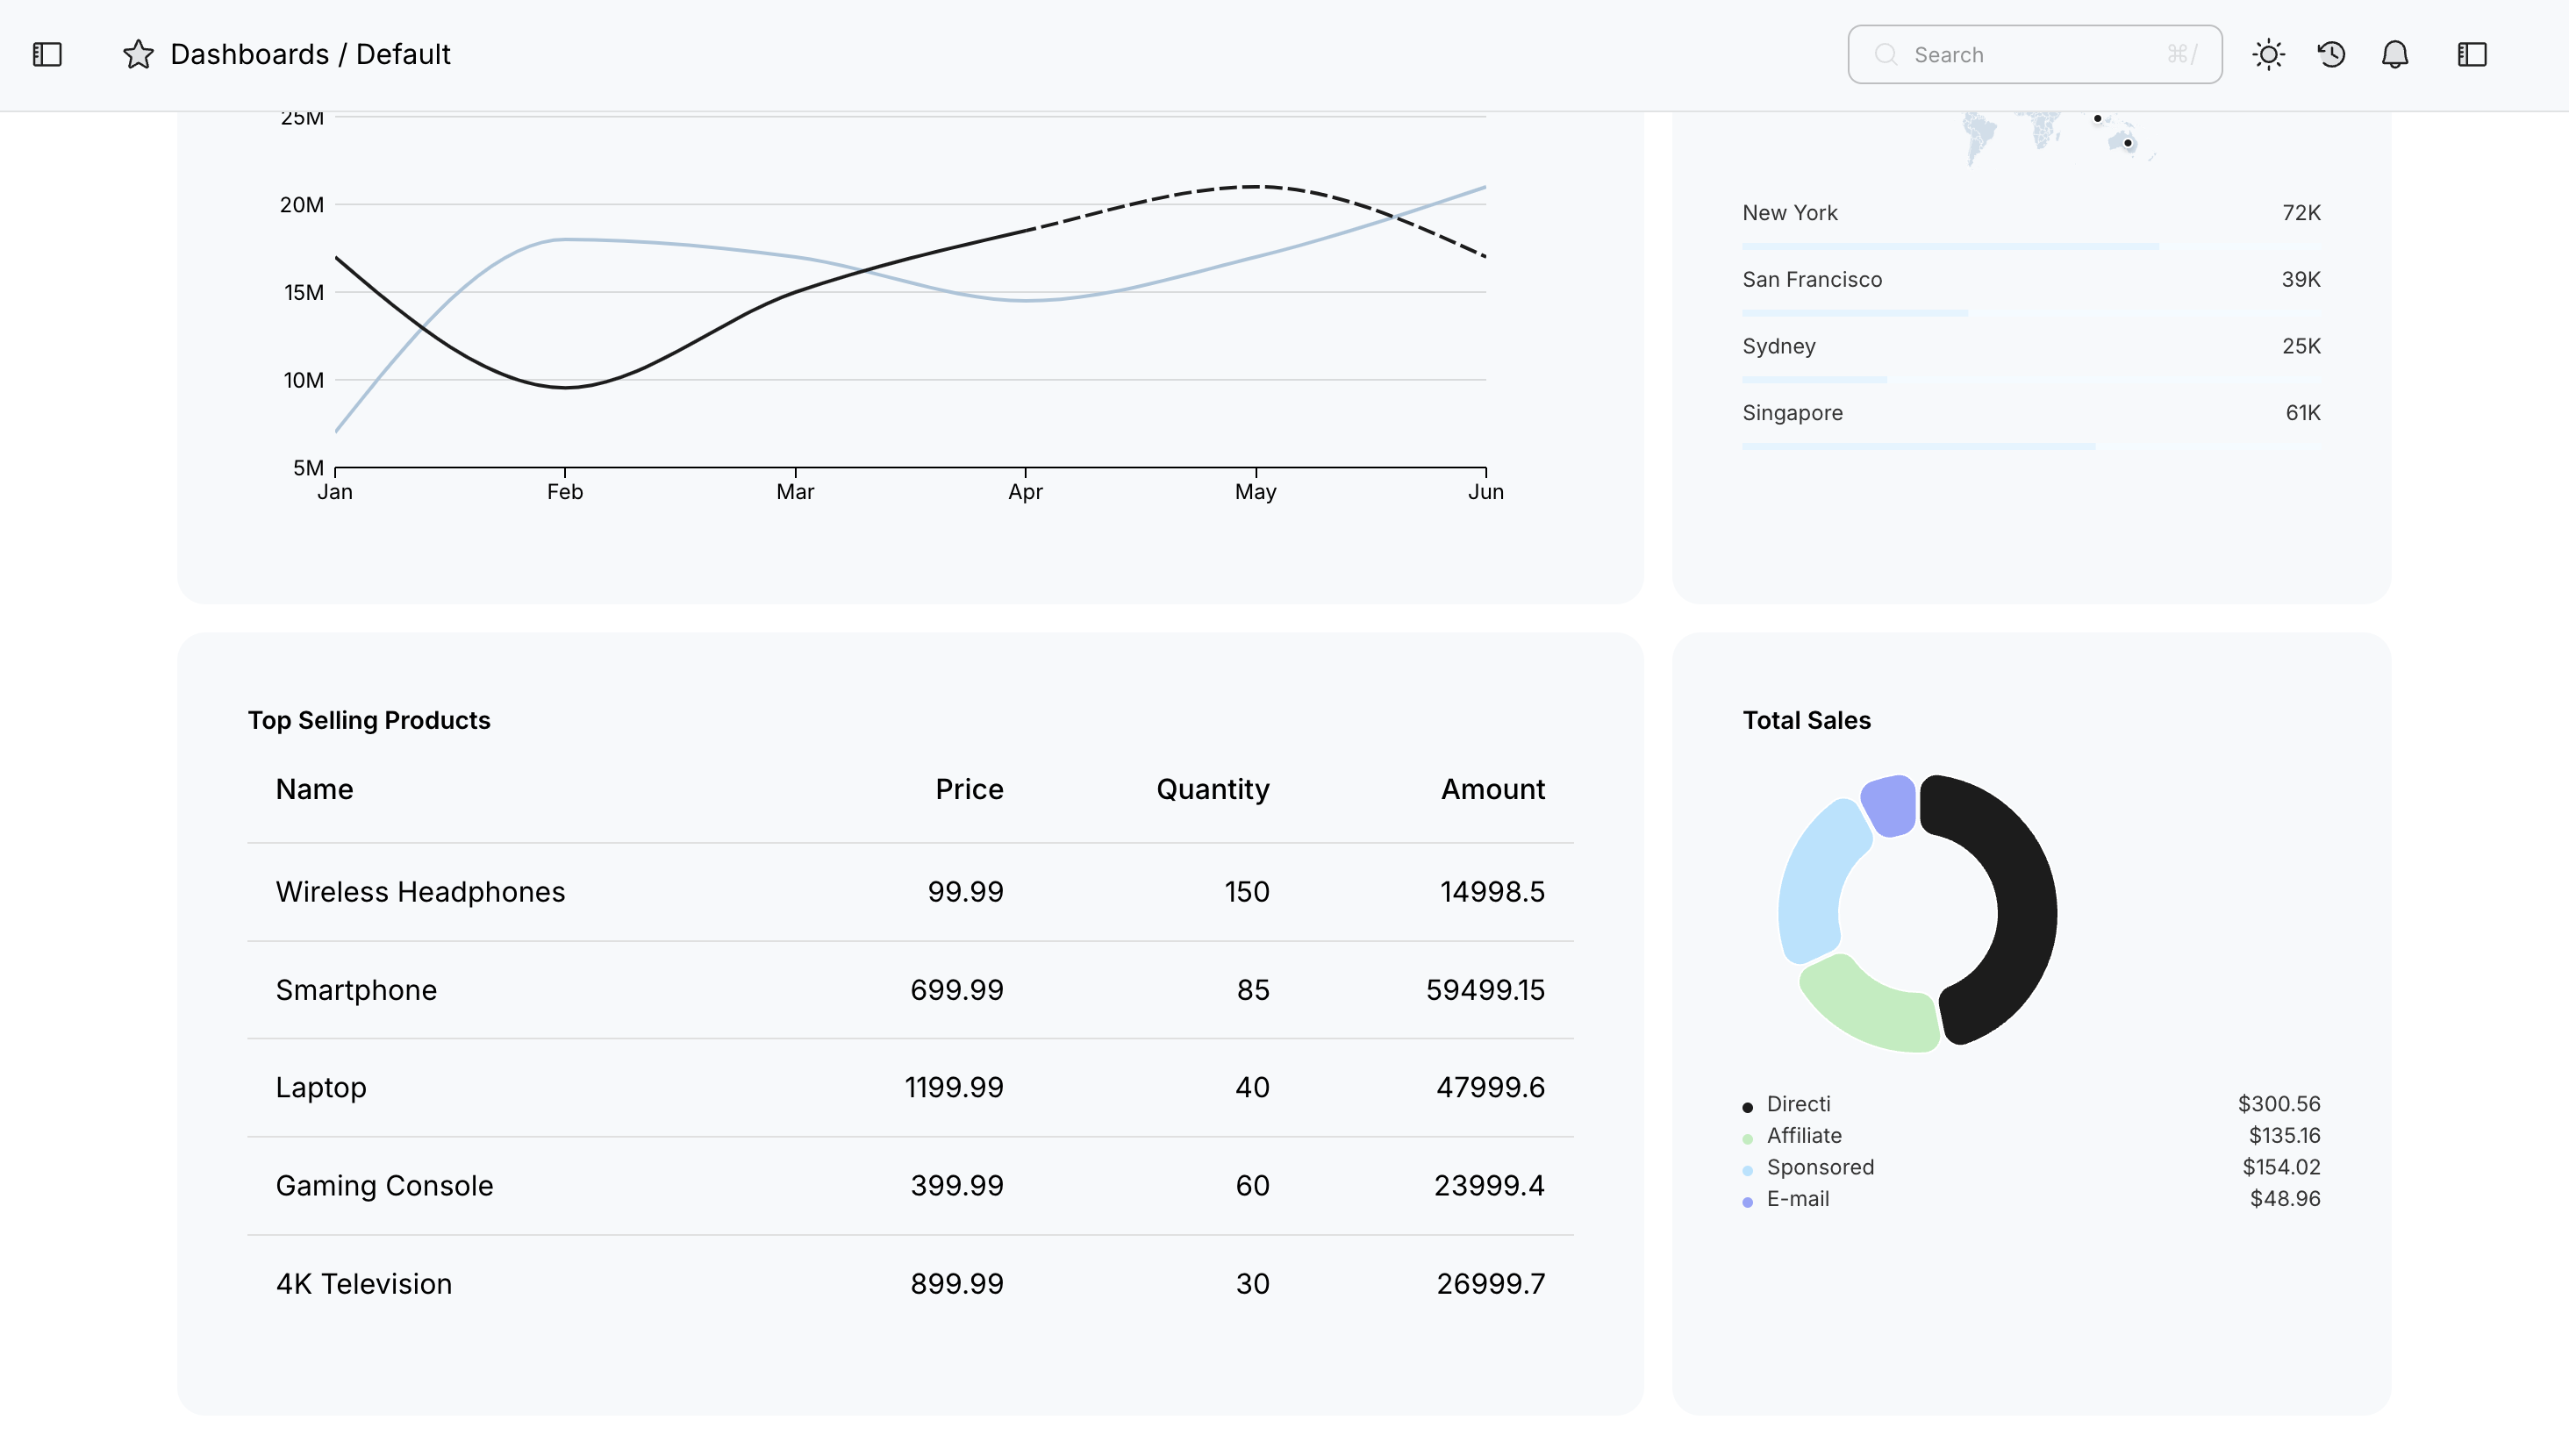 Dashboards / Default
Search ⌘/
25M
20M
15M
10M
5M
Jan Feb Mar Apr May Jun
New York 72K
San Francisco 39K
Sydney 25K
Singapore 61K
Top Selling Products
Name Price Quantity Amount
Wireless Headphones 99.99 150 14998.5
Smartphone 699.99 85 59499.15
Laptop 1199.99 40 47999.6
Gaming Console 399.99 60 23999.4
4K Television 899.99 30 26999.7
Total Sales
Directi $300.56
Affiliate $135.16
Sponsored $154.02
E-mail $48.96